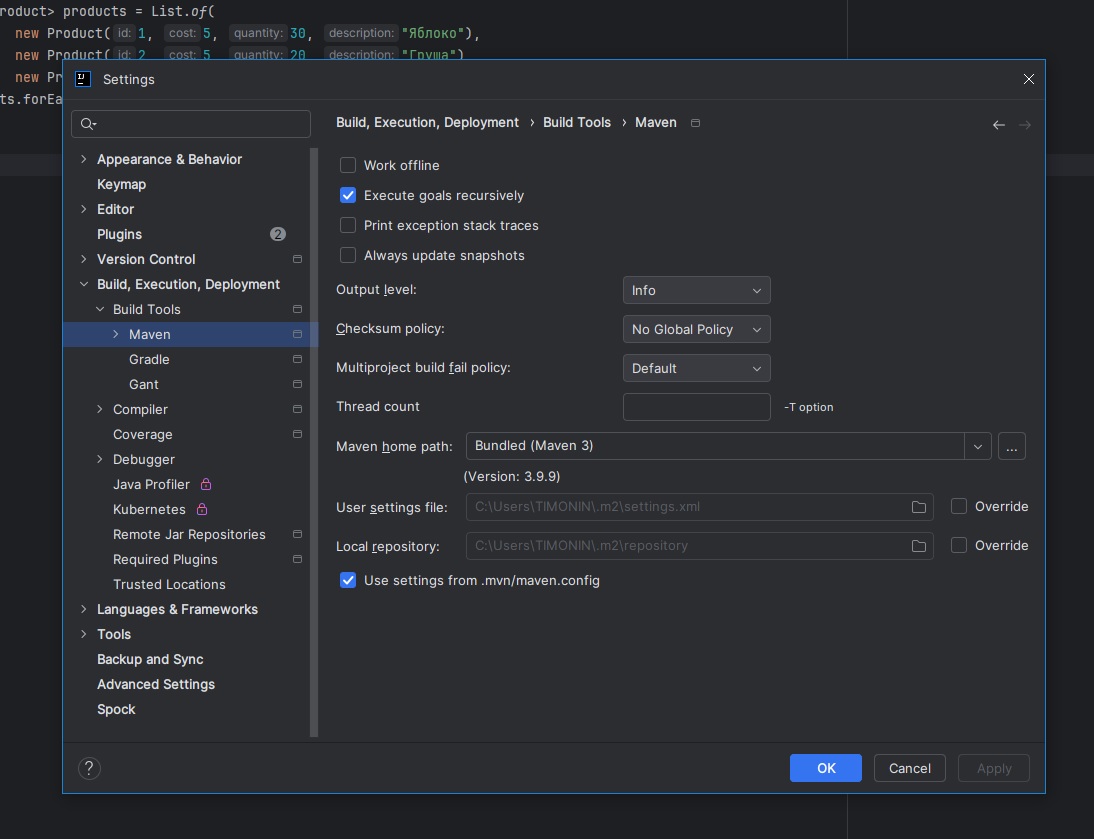 roduct> products = List.of(
new Product( id: 1, cost: 5, quantity: 30, description: "Яблоко"),
new Product( id: 2 cost: 5 quantity: 20 description: "Груша")
new Pr
ts.forEa
Settings
Appearance & Behavior
Keymap
Editor
Plugins 2
Version Control
Build, Execution, Deployment
Build Tools
Maven
Gradle
Gant
Compiler
Coverage
Debugger
Java Profiler
Kubernetes
Remote Jar Repositories
Required Plugins
Trusted Locations
Languages & Frameworks
Tools
Backup and Sync
Advanced Settings
Spock
Build, Execution, Deployment › Build Tools › Maven
Work offline
Execute goals recursively
Print exception stack traces
Always update snapshots
Output level: Info
Checksum policy: No Global Policy
Multiproject build fail policy: Default
Thread count -T option
Maven home path: Bundled (Maven 3) ...
(Version: 3.9.9)
User settings file: C:\Users\TIMONIN\.m2\settings.xml Override
Local repository: C:\Users\TIMONIN\.m2\repository Override
Use settings from .mvn/maven.config
? OK Cancel Apply